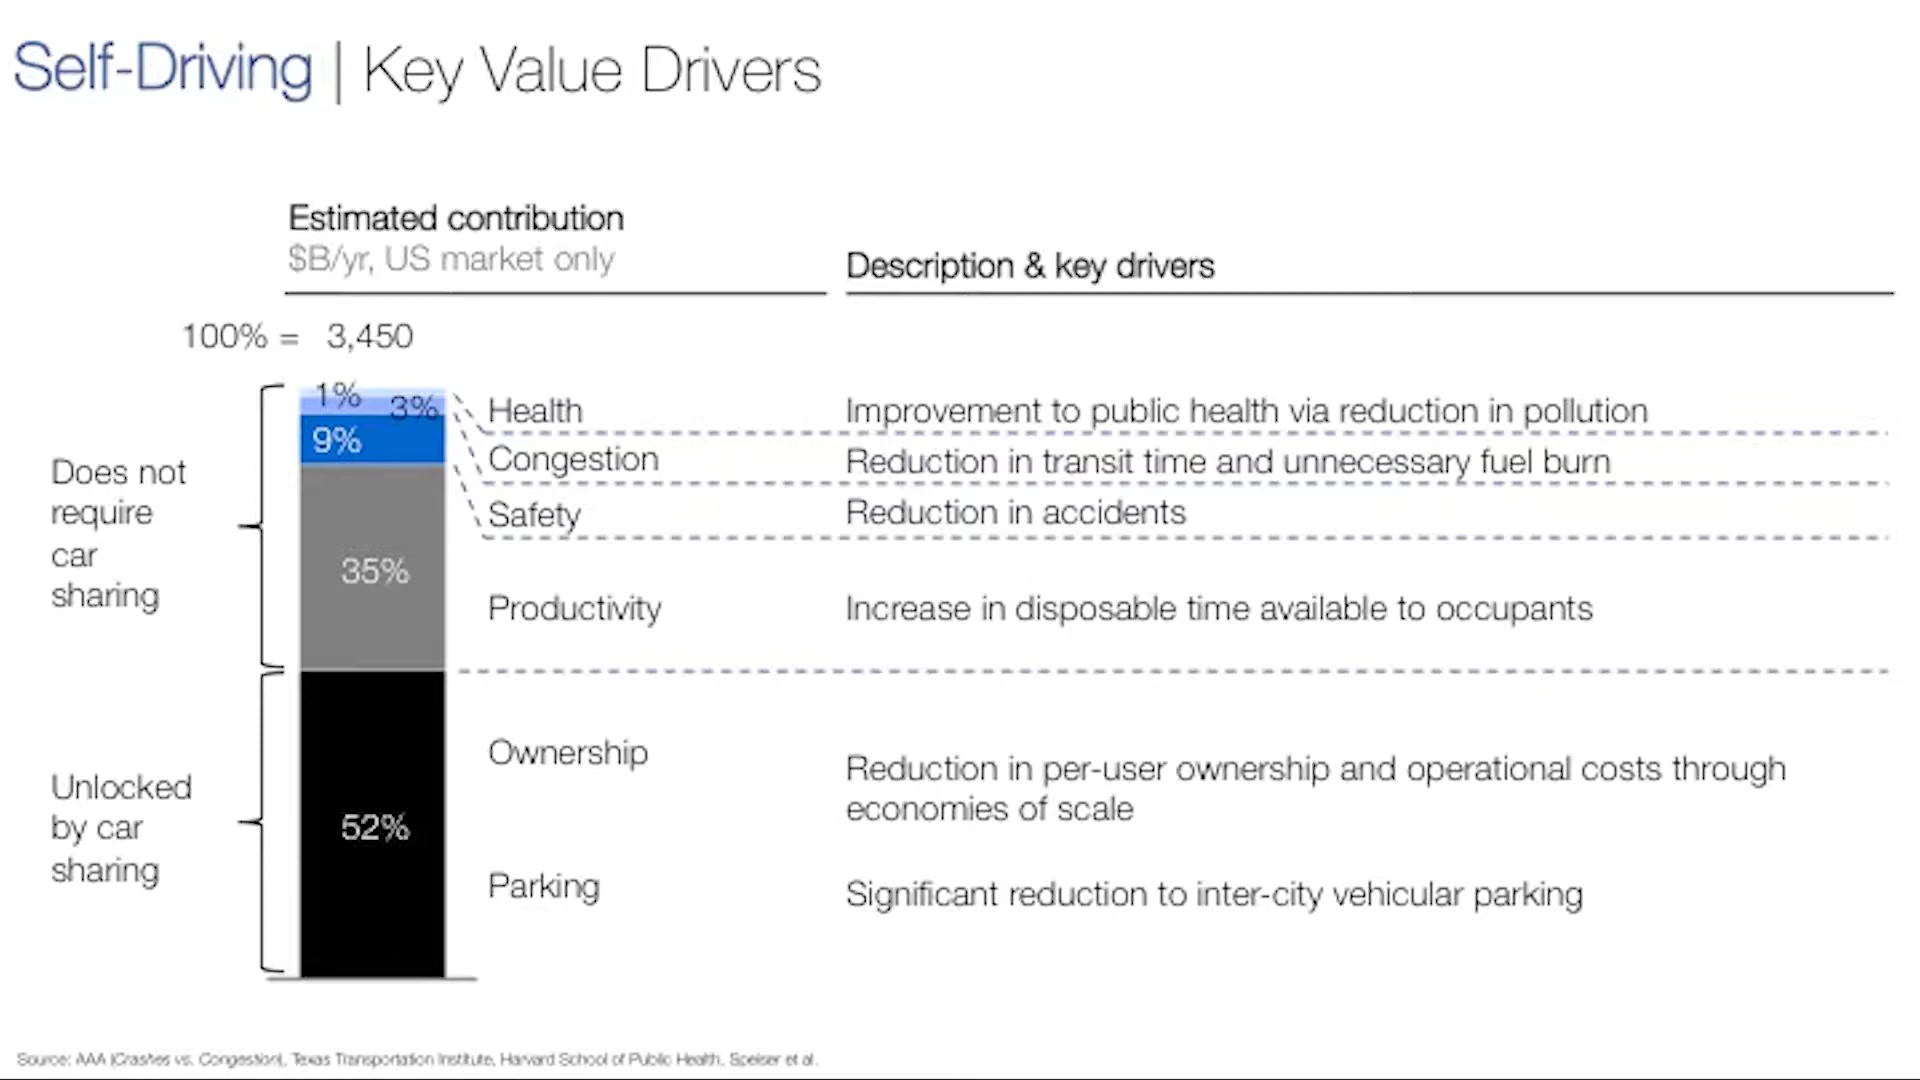 Self-Driving | Key Value Drivers
Estimated contribution
$B/yr, US market only
Description & key drivers
100% = 3,450
1%
3%
9%
35%
52%
Does not
require
car
sharing
Unlocked
by car
sharing
Health
Improvement to public health via reduction in pollution
Congestion
Reduction in transit time and unnecessary fuel burn
Safety
Reduction in accidents
Productivity
Increase in disposable time available to occupants
Ownership
Reduction in per-user ownership and operational costs through
economies of scale
Parking
Significant reduction to inter-city vehicular parking
Source: AAA (Crashes vs. Congestion), Texas Transportation Institute, Harvard School of Public Health, Speiser et al.